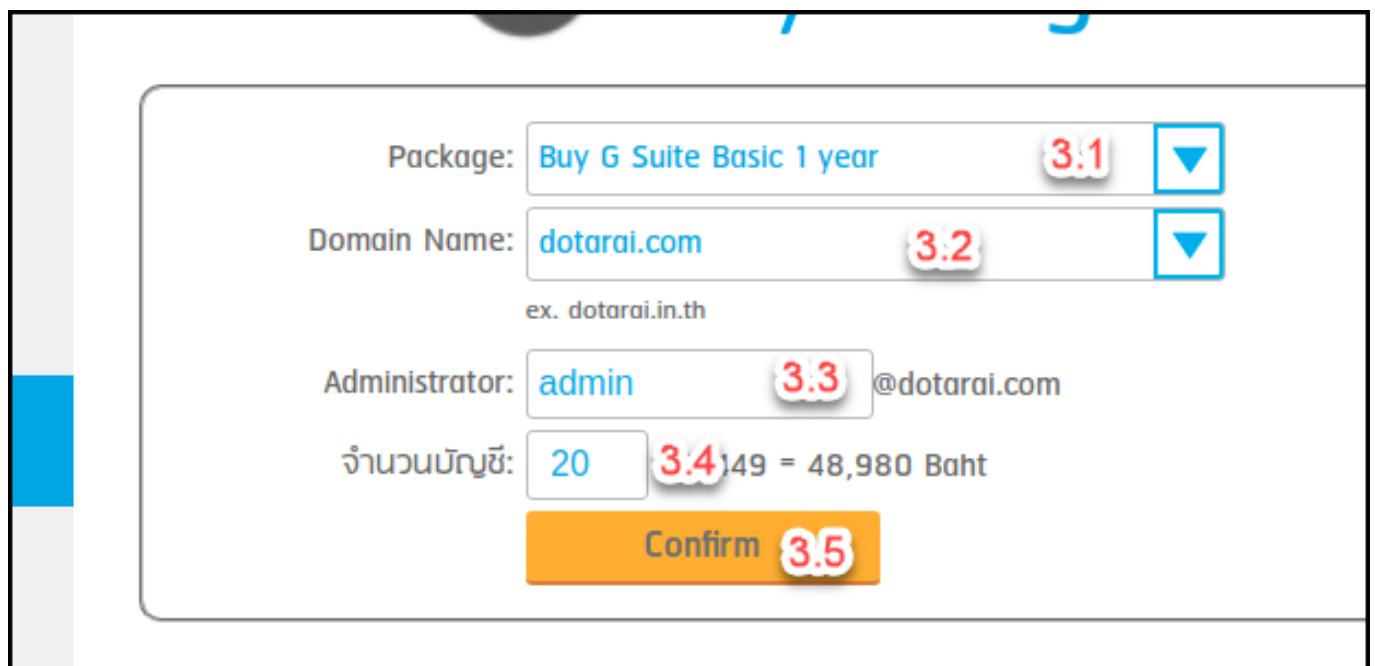 Package: Buy G Suite Basic 1 year 3.1
Domain Name: dotarai.com 3.2
ex. dotarai.in.th
Administrator: admin 3.3 @dotarai.com
จำนวนบัญชี: 20 3.4 = 48,980 Baht
Confirm 3.5